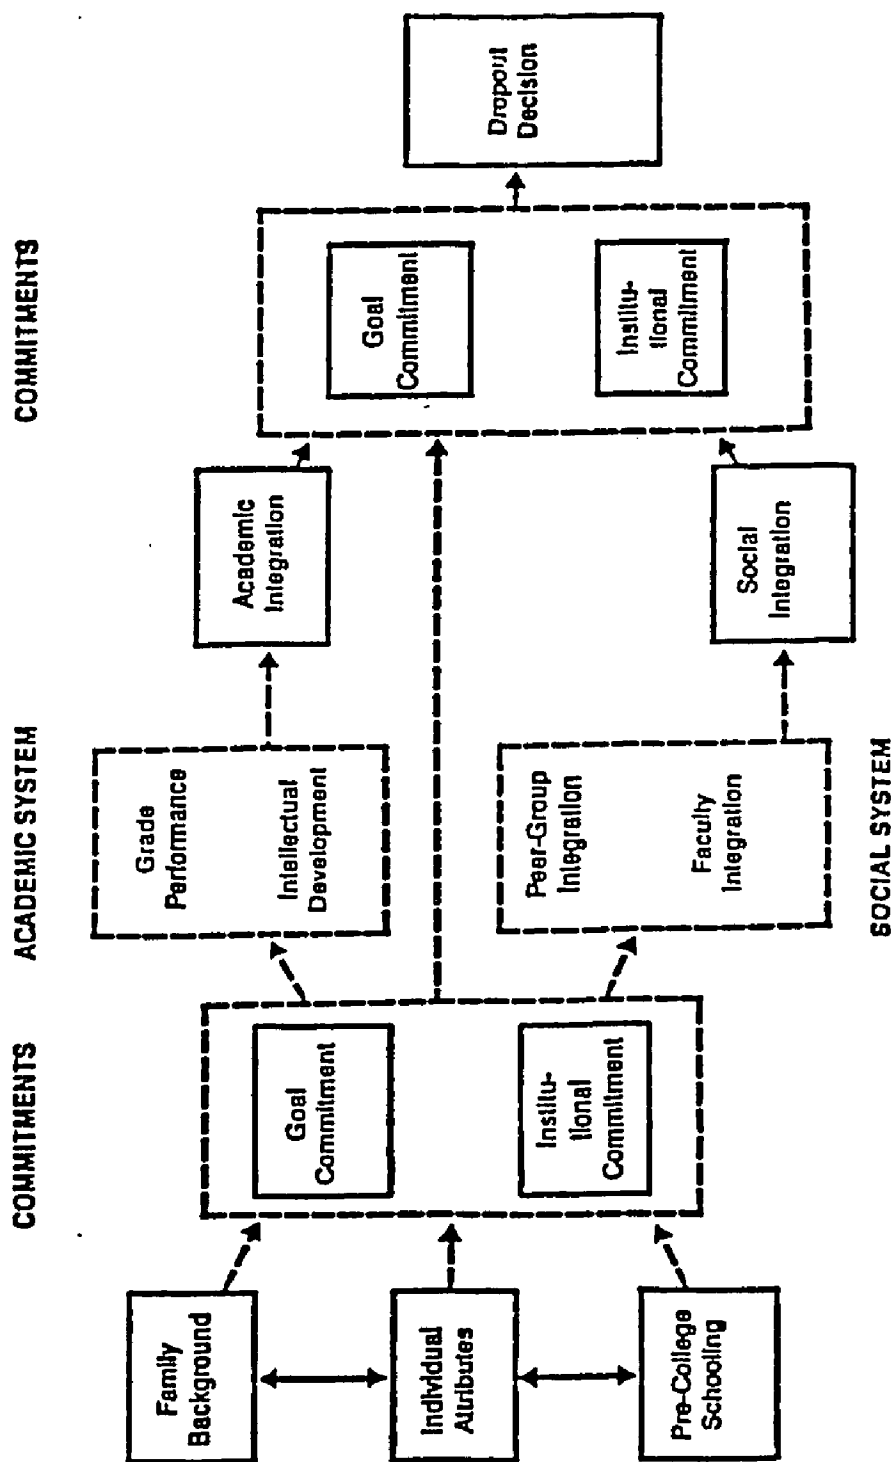 COMMITMENTS
ACADEMIC SYSTEM
COMMITMENTS
Family
Background
Individual
Attributes
Pre-College
Schooling
Goal
Commitment
Institu-
tional
Commitment
Grade
Performance
Intellectual
Development
Peer-Group
Integration
Faculty
Integration
Academic
Integration
Social
Integration
Goal
Commitment
Institu-
tional
Commitment
Dropout
Decision
SOCIAL SYSTEM